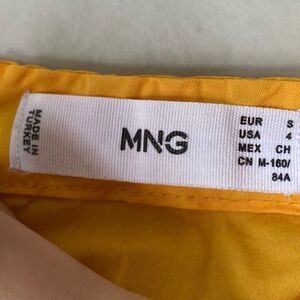 MADE IN
TURKEY
MNG
EUR S
USA 4
MEX CH
CN M-160/
84A